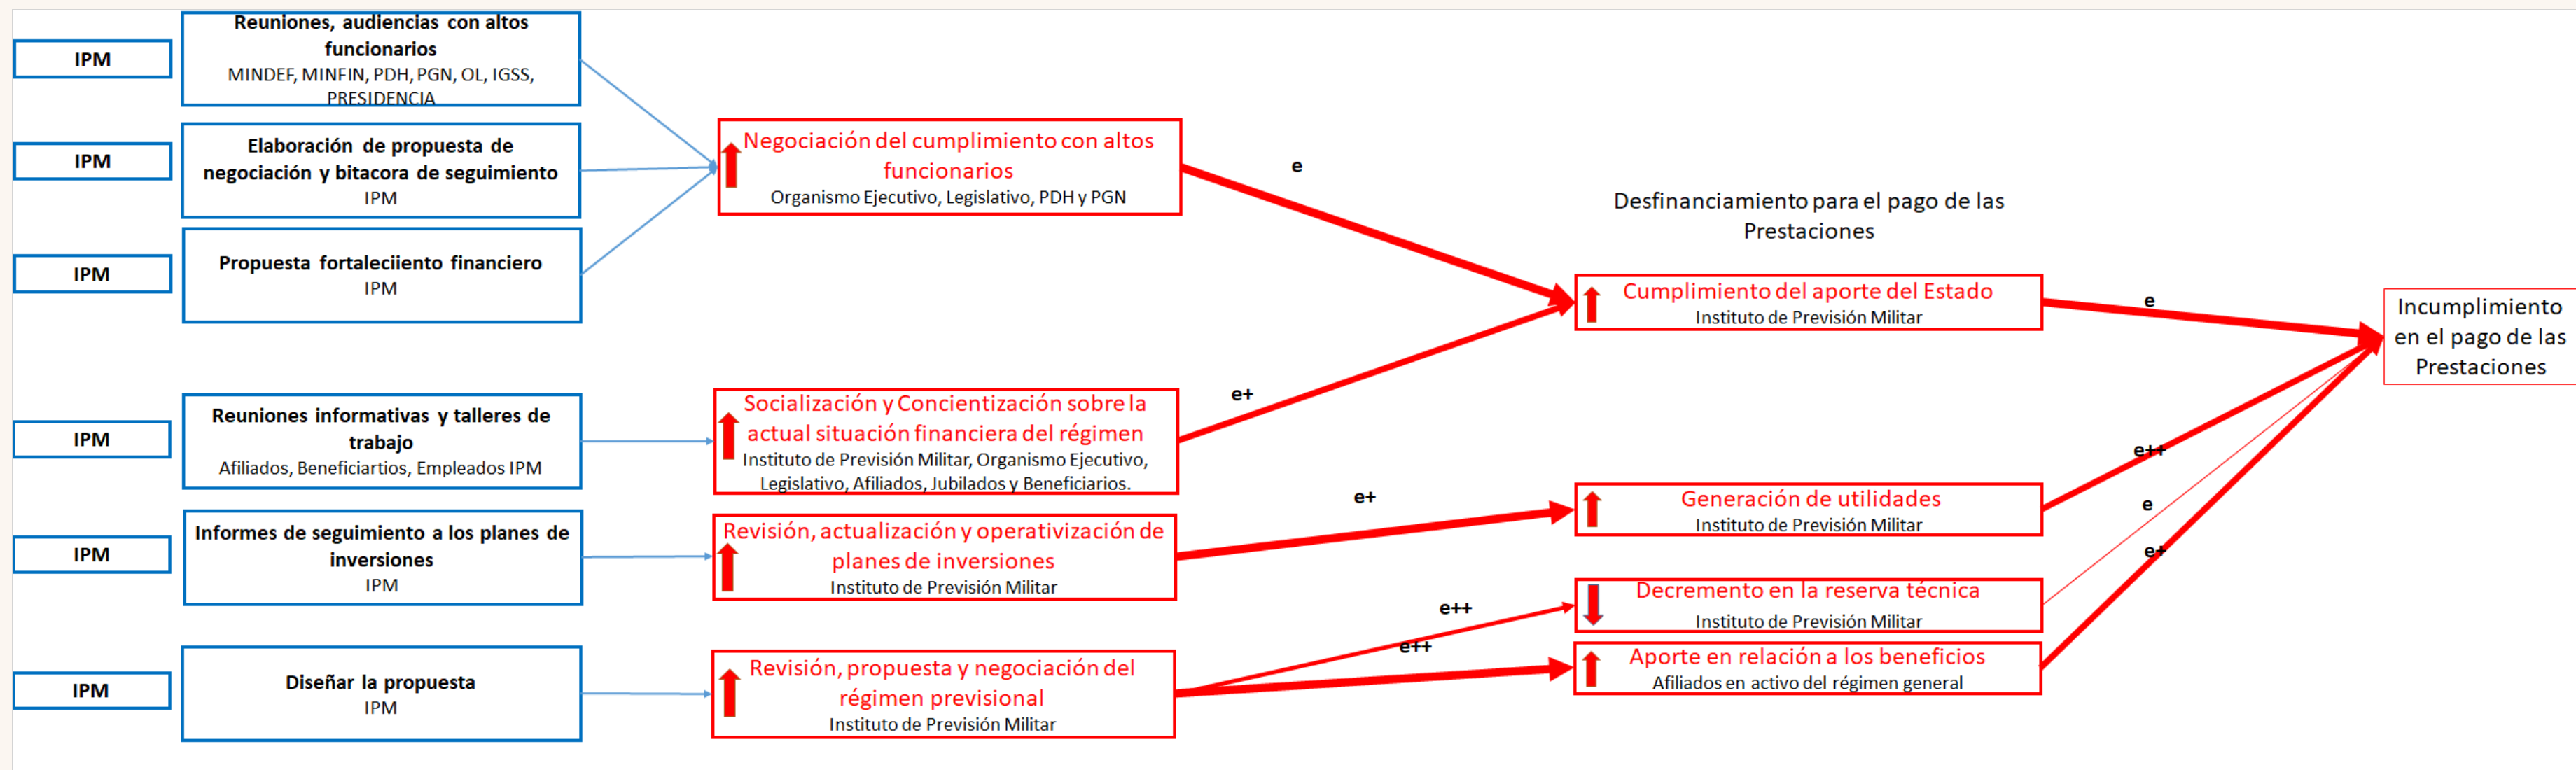 IPM
Reuniones, audiencias con altos
funcionarios
MINDEF, MINFIN, PDH, PGN, OL, IGSS,
PRESIDENCIA
IPM
Elaboración de propuesta de
negociación y bitacora de seguimiento
IPM
IPM
Propuesta fortaleciiento financiero
IPM
IPM
Reuniones informativas y talleres de
trabajo
Afiliados, Beneficiartios, Empleados IPM
IPM
Informes de seguimiento a los planes de
inversiones
IPM
IPM
Diseñar la propuesta
IPM
Negociación del cumplimiento con altos
funcionarios
Organismo Ejecutivo, Legislativo, PDH y PGN
Socialización y Concientización sobre la
actual situación financiera del régimen
Instituto de Previsión Militar, Organismo Ejecutivo,
Legislativo, Afiliados, Jubilados y Beneficiarios.
Revisión, actualización y operativización de
planes de inversiones
Instituto de Previsión Militar
Revisión, propuesta y negociación del
régimen previsional
Instituto de Previsión Militar
e
e+
e+
e++
e++
Desfinanciamiento para el pago de las
Prestaciones
Cumplimiento del aporte del Estado
Instituto de Previsión Militar
Generación de utilidades
Instituto de Previsión Militar
Decremento en la reserva técnica
Instituto de Previsión Militar
Aporte en relación a los beneficios
Afiliados en activo del régimen general
e
e++
e
e+
Incumplimiento
en el pago de las
Prestaciones